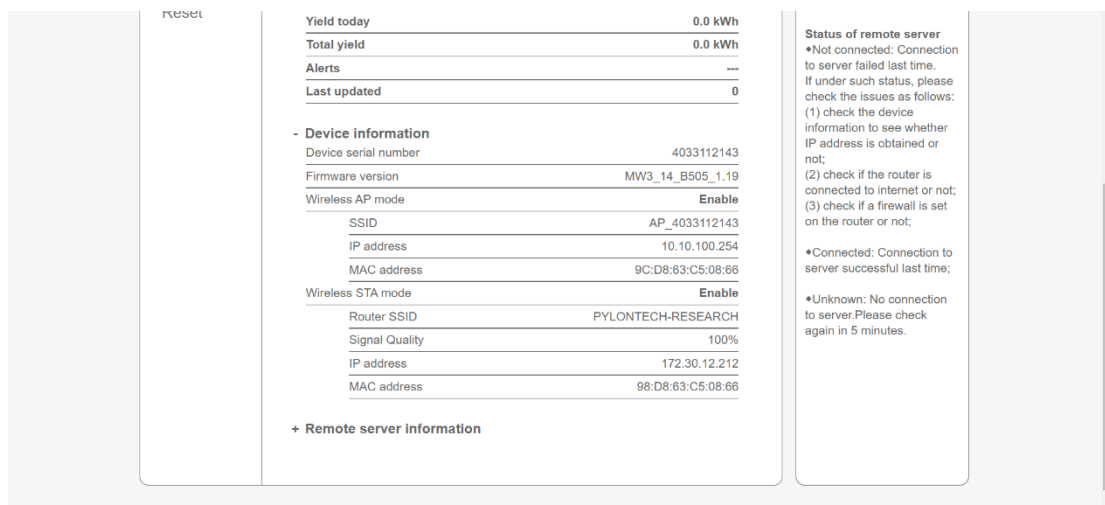 Reset
Yield today 0.0 kWh
Total yield 0.0 kWh
Alerts ---
Last updated 0
- Device information
Device serial number 4033112143
Firmware version MW3_14_B505_1.19
Wireless AP mode Enable
SSID AP_4033112143
IP address 10.10.100.254
MAC address 9C:D8:63:C5:08:66
Wireless STA mode Enable
Router SSID PYLONTECH-RESEARCH
Signal Quality 100%
IP address 172.30.12.212
MAC address 98:D8:63:C5:08:66
+ Remote server information
Status of remote server
◆Not connected: Connection
to server failed last time.
If under such status, please
check the issues as follows:
(1) check the device
information to see whether
IP address is obtained or
not;
(2) check if the router is
connected to internet or not;
(3) check if a firewall is set
on the router or not;
◆Connected: Connection to
server successful last time;
◆Unknown: No connection
to server.Please check
again in 5 minutes.